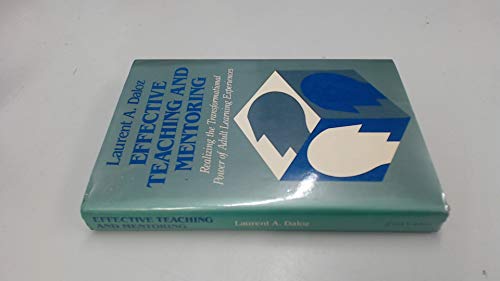 Laurent A. Daloz
EFFECTIVE
TEACHING AND
MENTORING
Realizing the Transformational
Power of Adult Learning Experiences
EFFECTIVE TEACHING
AND MENTORING
Laurent A. Daloz